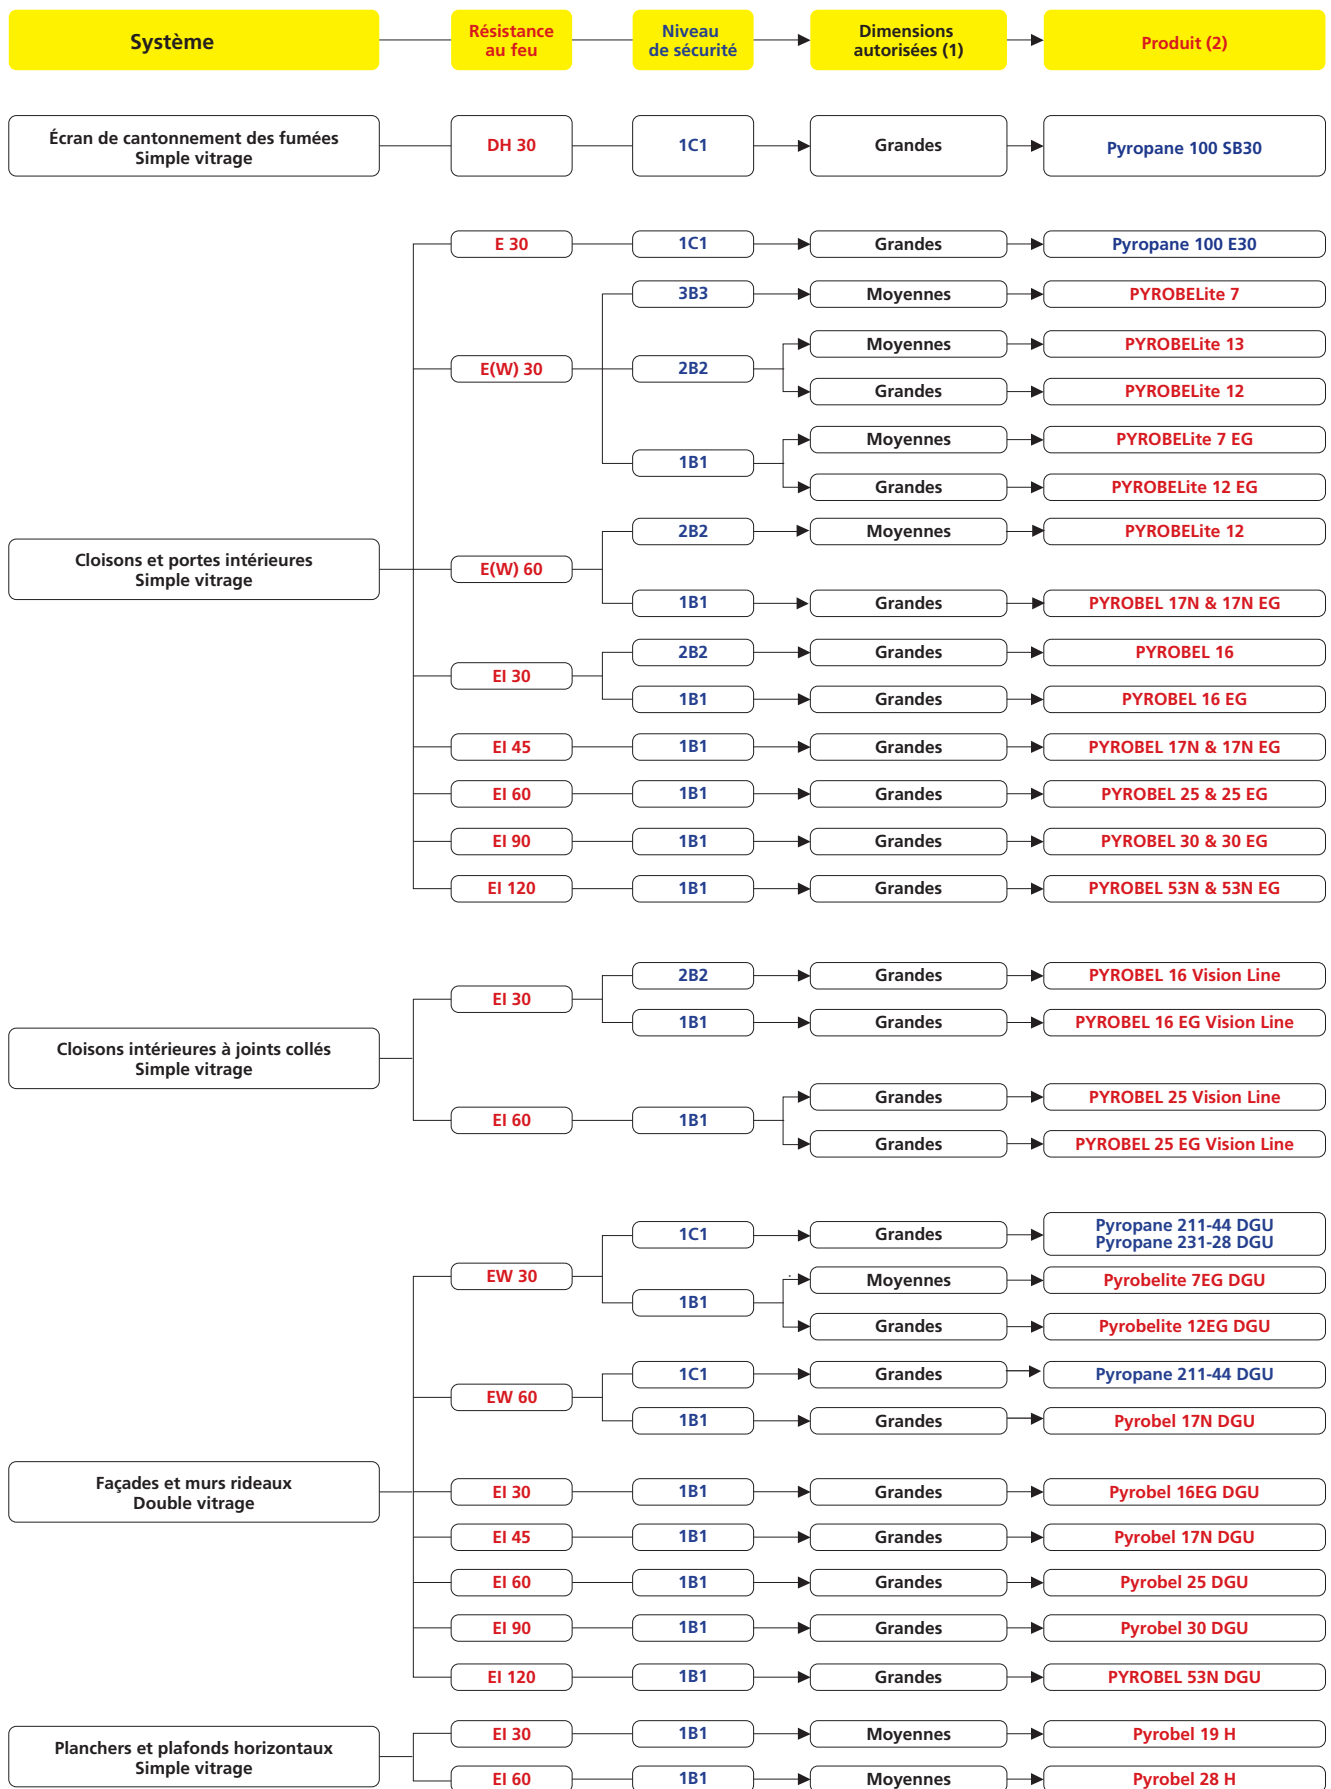 Système
Résistance
au feu
Niveau
de sécurité
Dimensions
autorisées (1)
Produit (2)
Écran de cantonnement des fumées
Simple vitrage
DH 30
1C1
Grandes
Pyropane 100 SB30
Cloisons et portes intérieures
Simple vitrage
E 30
1C1
Grandes
Pyropane 100 E30
E(W) 30
3B3
Moyennes
PYROBELite 7
2B2
Moyennes
PYROBELite 13
Grandes
PYROBELite 12
1B1
Moyennes
PYROBELite 7 EG
Grandes
PYROBELite 12 EG
E(W) 60
2B2
Moyennes
PYROBELite 12
1B1
Grandes
PYROBEL 17N & 17N EG
EI 30
2B2
Grandes
PYROBEL 16
1B1
Grandes
PYROBEL 16 EG
EI 45
1B1
Grandes
PYROBEL 17N & 17N EG
EI 60
1B1
Grandes
PYROBEL 25 & 25 EG
EI 90
1B1
Grandes
PYROBEL 30 & 30 EG
EI 120
1B1
Grandes
PYROBEL 53N & 53N EG
Cloisons intérieures à joints collés
Simple vitrage
EI 30
2B2
Grandes
PYROBEL 16 Vision Line
1B1
Grandes
PYROBEL 16 EG Vision Line
EI 60
1B1
Grandes
PYROBEL 25 Vision Line
Grandes
PYROBEL 25 EG Vision Line
Façades et murs rideaux
Double vitrage
EW 30
1C1
Grandes
Pyropane 211-44 DGU
Pyropane 231-28 DGU
1B1
Moyennes
Pyrobelite 7EG DGU
Grandes
Pyrobelite 12EG DGU
EW 60
1C1
Grandes
Pyropane 211-44 DGU
1B1
Grandes
Pyrobel 17N DGU
EI 30
1B1
Grandes
Pyrobel 16EG DGU
EI 45
1B1
Grandes
Pyrobel 17N DGU
EI 60
1B1
Grandes
Pyrobel 25 DGU
EI 90
1B1
Grandes
Pyrobel 30 DGU
EI 120
1B1
Grandes
PYROBEL 53N DGU
Planchers et plafonds horizontaux
Simple vitrage
EI 30
1B1
Moyennes
Pyrobel 19 H
EI 60
1B1
Moyennes
Pyrobel 28 H